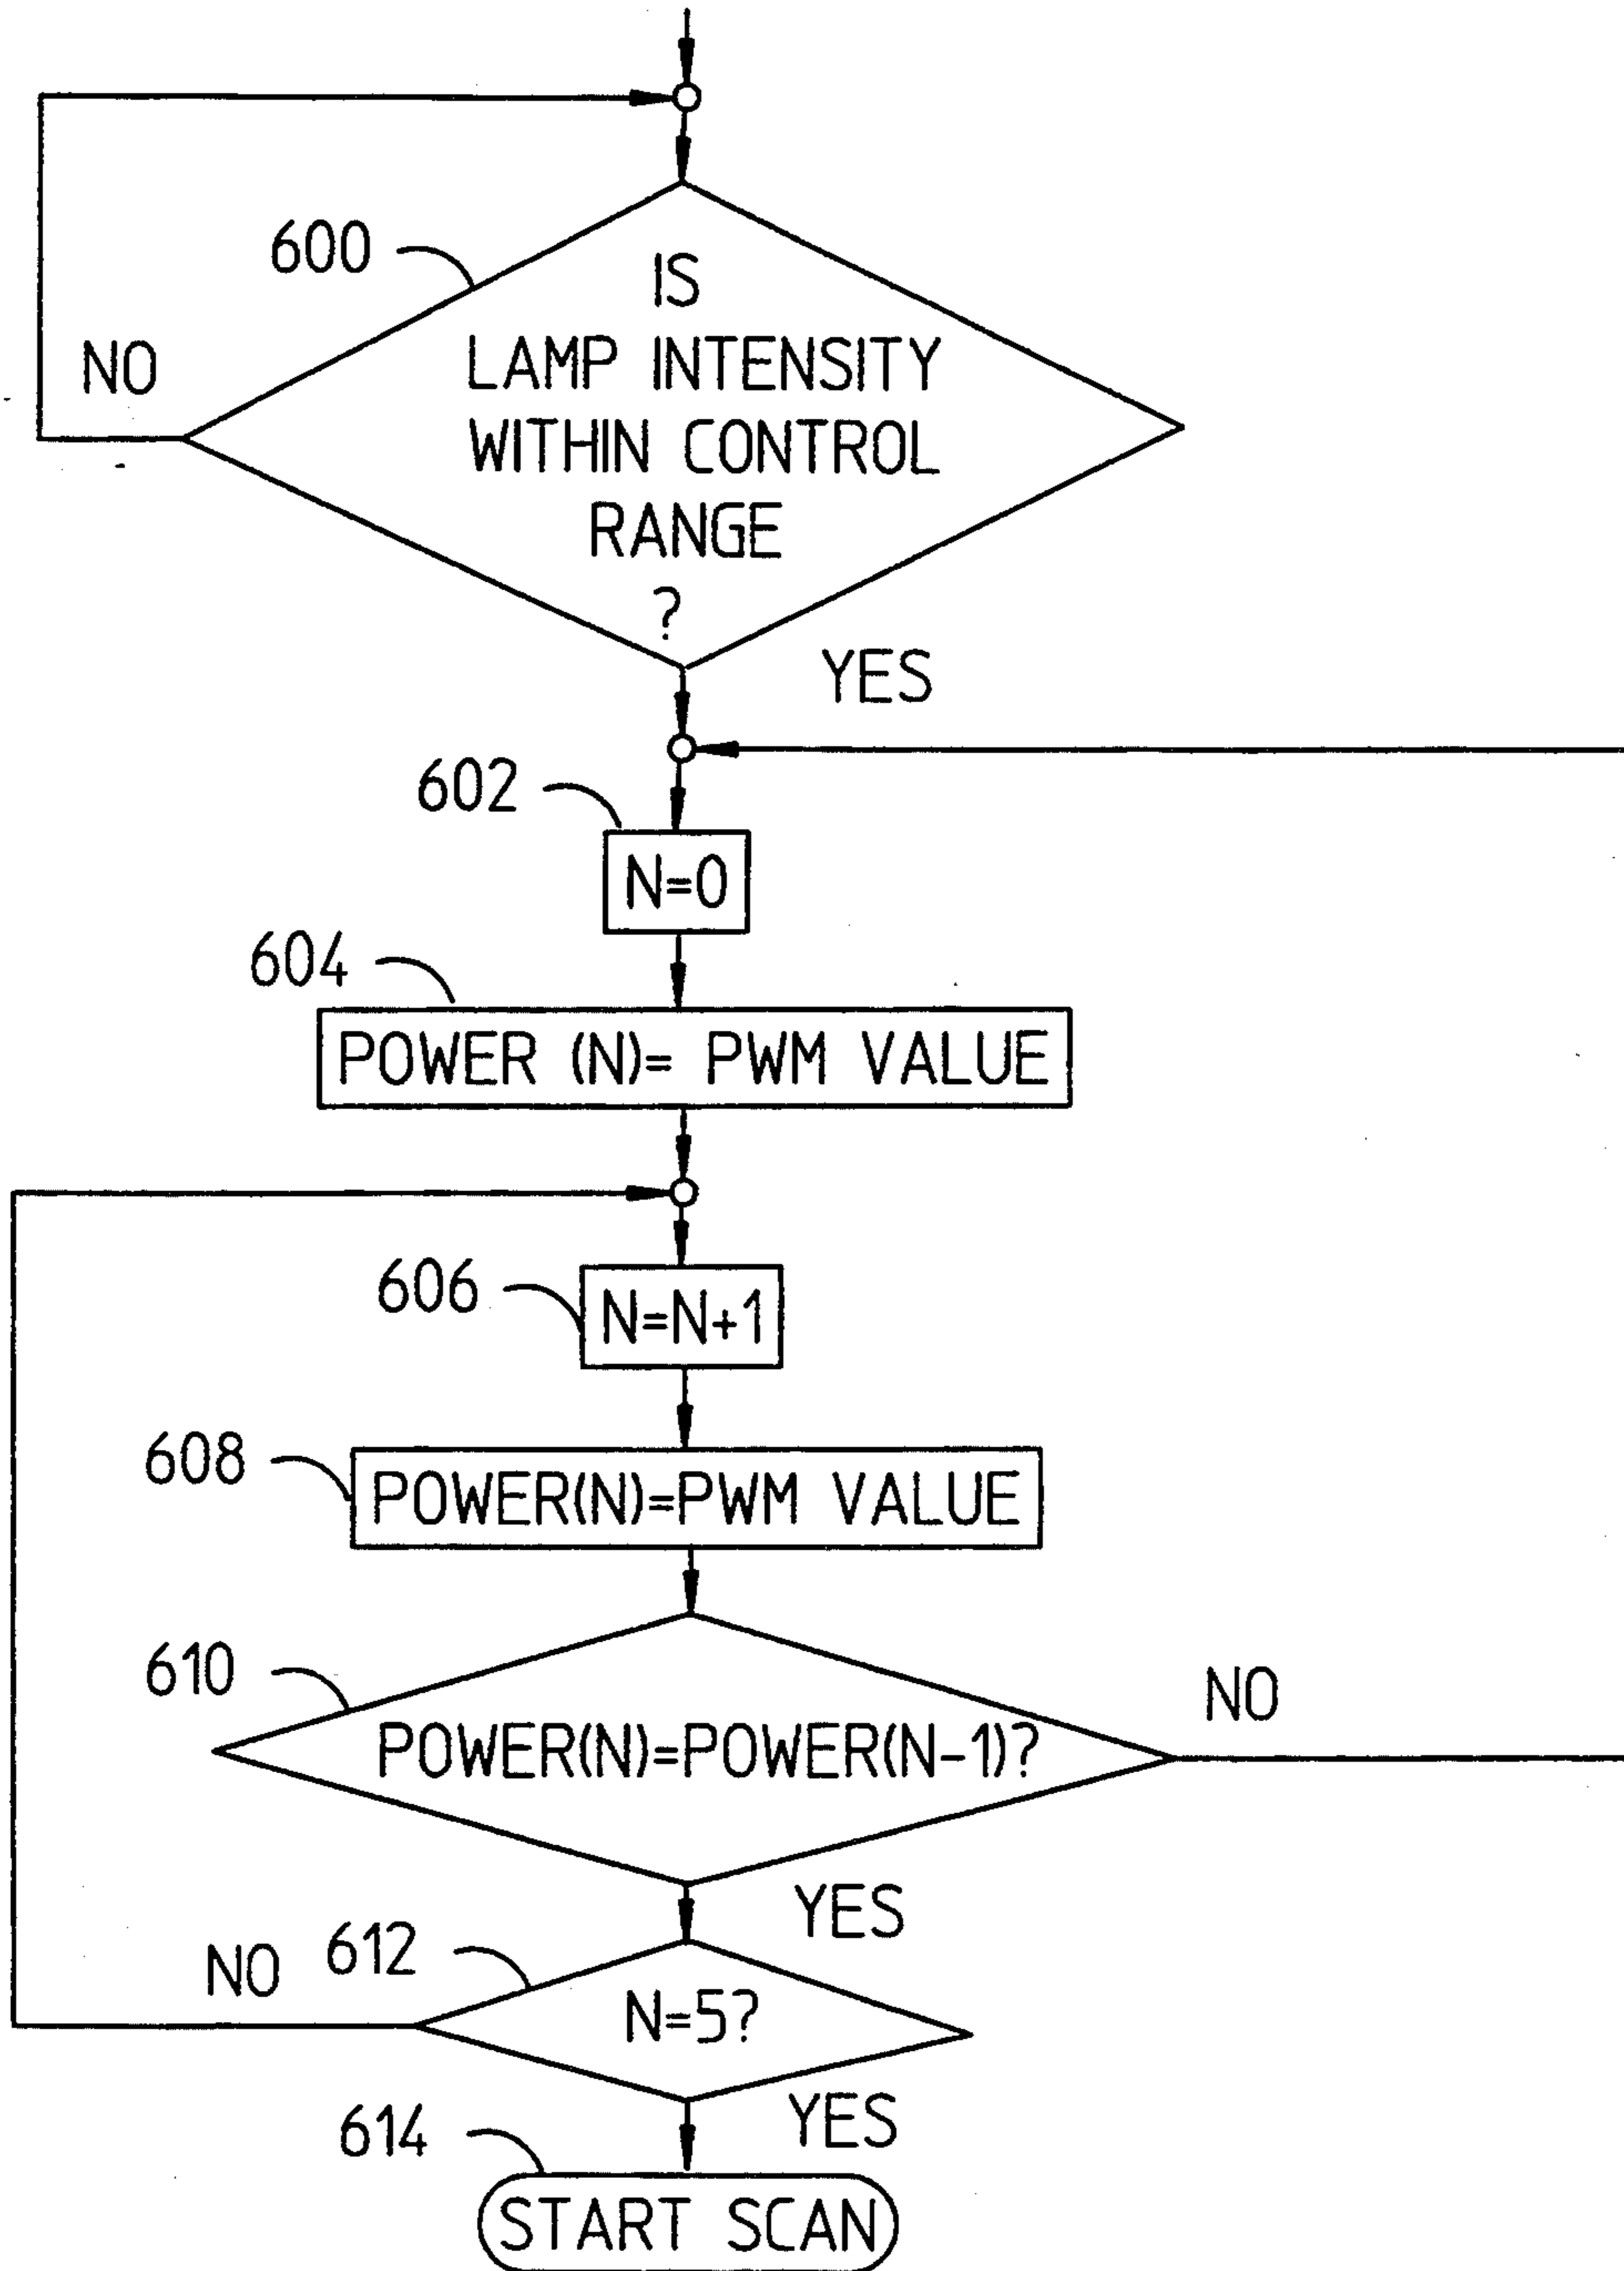 600
IS
LAMP INTENSITY
WITHIN CONTROL
RANGE
?
NO
YES
602
N=0
604
POWER (N)= PWM VALUE
606
N=N+1
608
POWER(N)=PWM VALUE
610
POWER(N)=POWER(N-1)?
NO
YES
NO
612
N=5?
YES
614
START SCAN